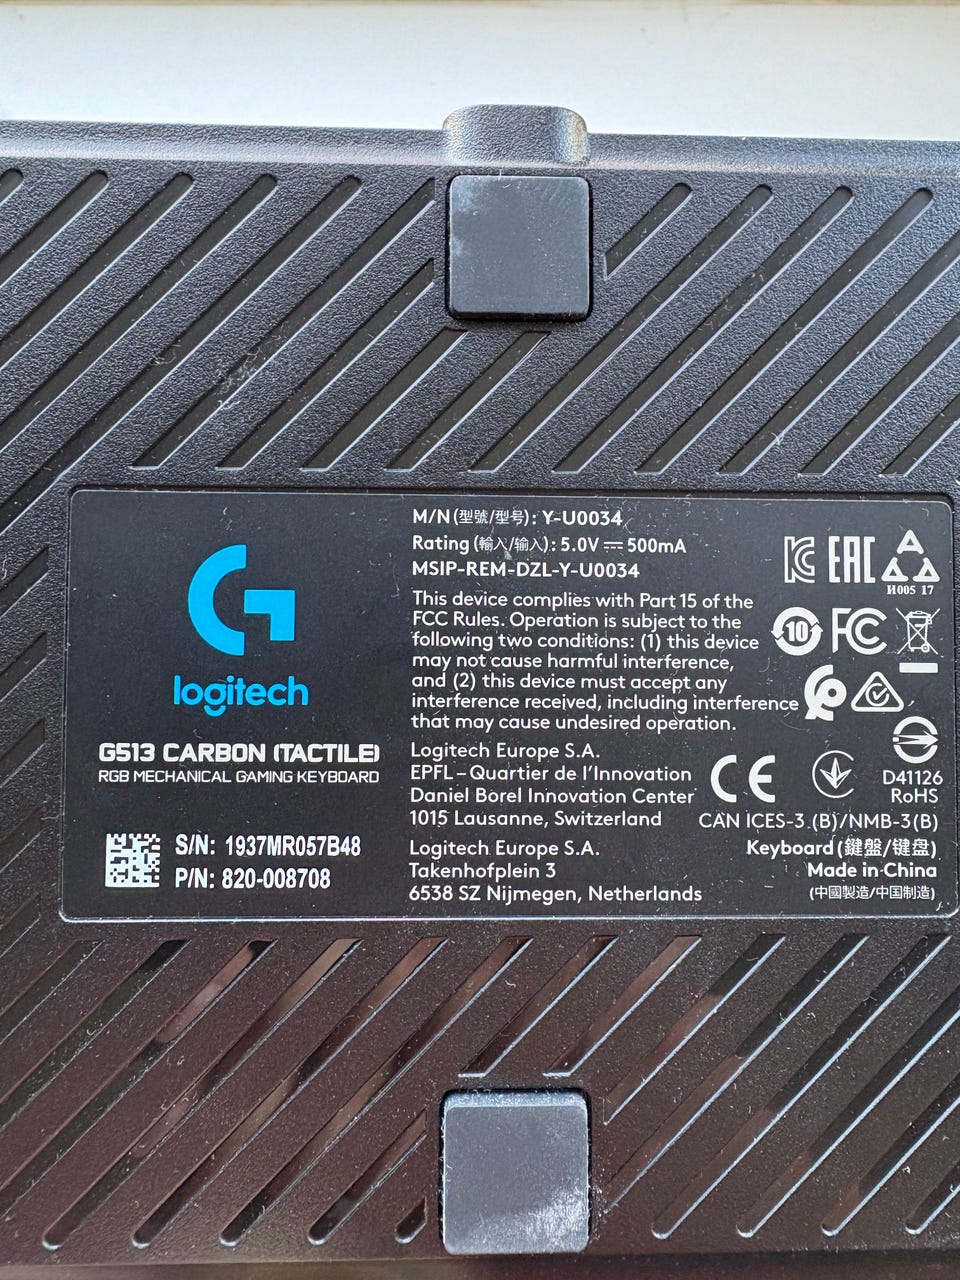 logitech
G513 CARBON (TACTILE)
RGB MECHANICAL GAMING KEYBOARD
S/N: 1937MR057B48
P/N: 820-008708
M/N (型號/型号): Y-U0034
Rating (輸入/输入): 5.0V ⎓ 500mA
MSIP-REM-DZL-Y-U0034
This device complies with Part 15 of the
FCC Rules. Operation is subject to the
following two conditions: (1) this device
may not cause harmful interference,
and (2) this device must accept any
interference received, including interference
that may cause undesired operation.
Logitech Europe S.A.
EPFL – Quartier de l'Innovation
Daniel Borel Innovation Center
1015 Lausanne, Switzerland
Logitech Europe S.A.
Takenhofplein 3
6538 SZ Nijmegen, Netherlands
EAC
И005 17
10
FC
CE
D41126
RoHS
CAN ICES-3 (B)/NMB-3(B)
Keyboard (鍵盤/键盘)
Made in China
(中國製造/中国制造)